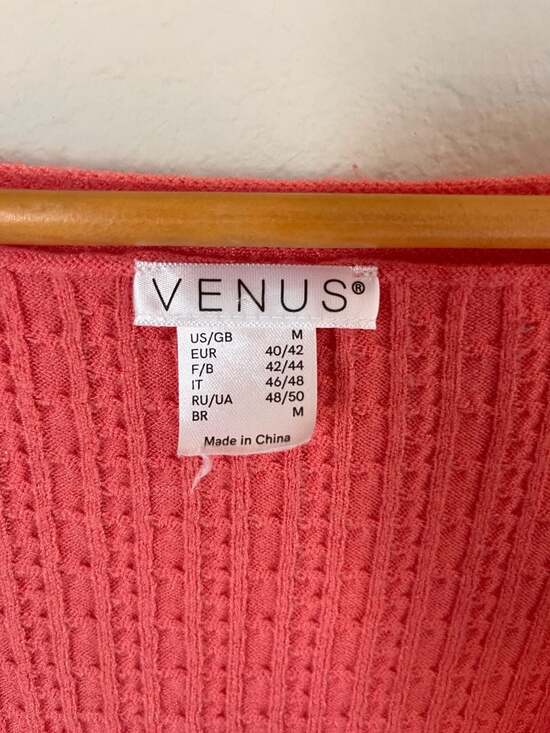 VENUS®
US/GB M
EUR 40/42
F/B 42/44
IT 46/48
RU/UA 48/50
BR M
Made in China